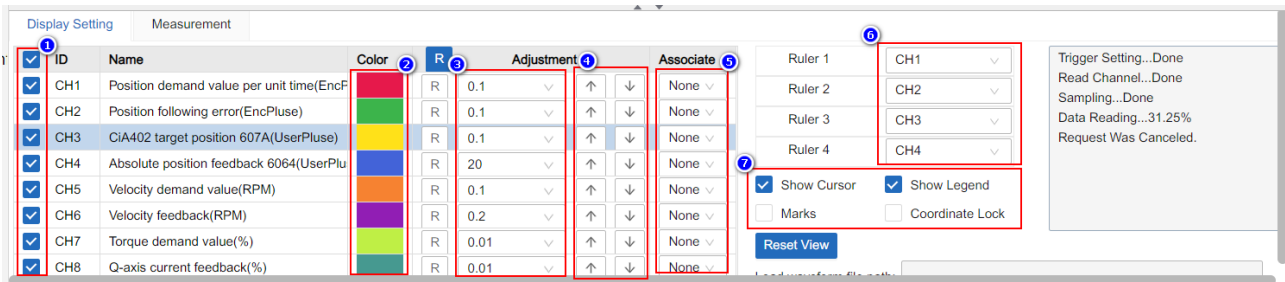 Display Setting Measurement
1 2 3 4 5 6 7
ID Name Color R Adjustment Associate
CH1 Position demand value per unit time(EncP R 0.1 None
CH2 Position following error(EncPluse) R 0.1 None
CH3 CiA402 target position 607A(UserPluse) R 0.1 None
CH4 Absolute position feedback 6064(UserPlu R 20 None
CH5 Velocity demand value(RPM) R 0.1 None
CH6 Velocity feedback(RPM) R 0.2 None
CH7 Torque demand value(%) R 0.01 None
CH8 Q-axis current feedback(%) R 0.01 None
Ruler 1 CH1
Ruler 2 CH2
Ruler 3 CH3
Ruler 4 CH4
Show Cursor Show Legend
Marks Coordinate Lock
Reset View
Load waveform file path:
Trigger Setting...Done
Read Channel...Done
Sampling...Done
Data Reading...31.25%
Request Was Canceled.